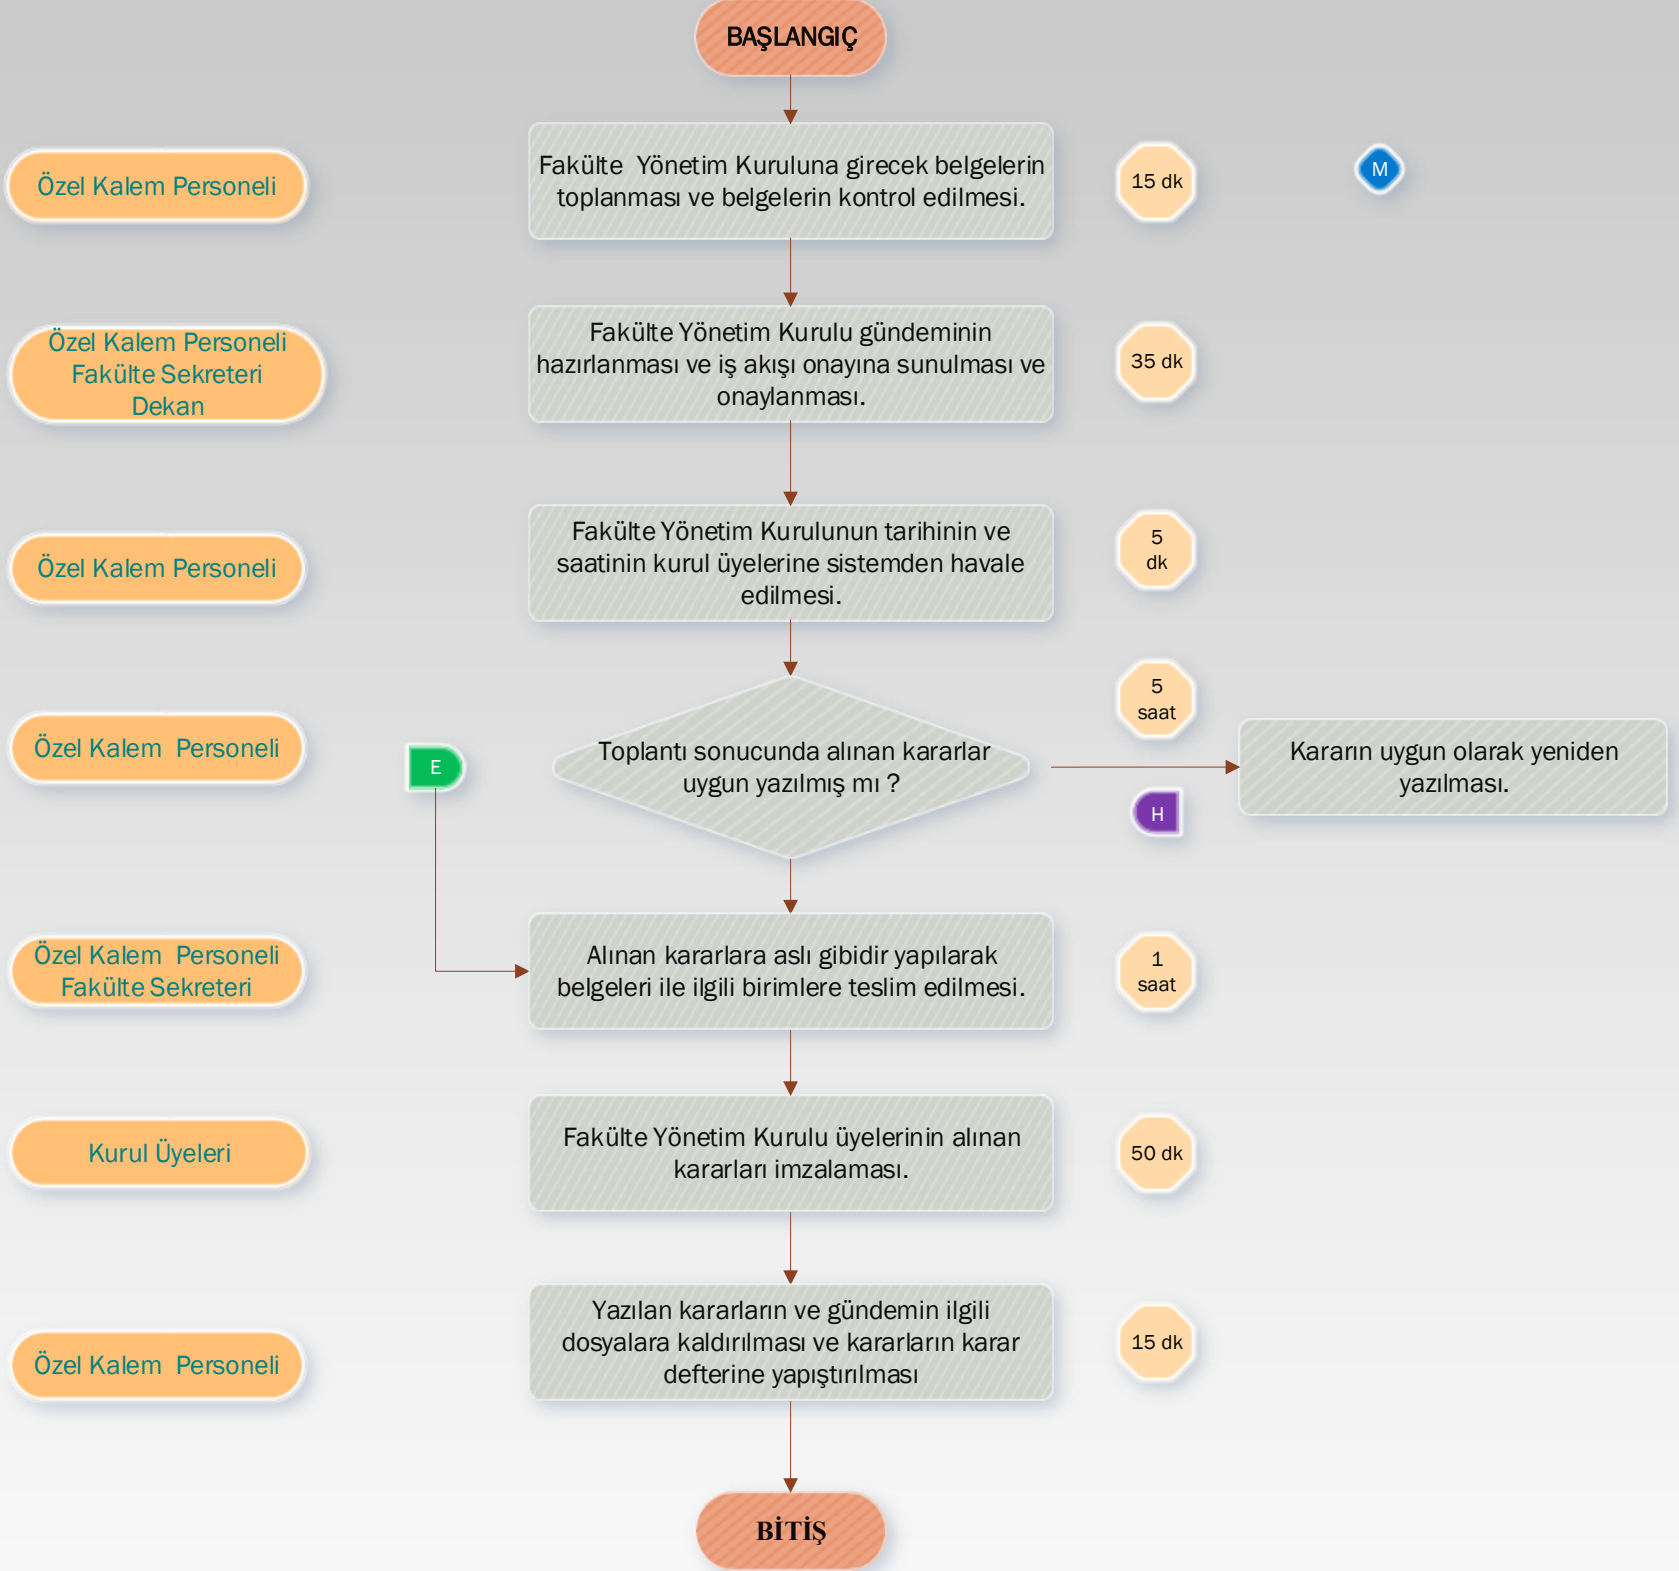 BAŞLANGIÇ
Özel Kalem Personeli
Fakülte  Yönetim Kuruluna girecek belgelerin
toplanması ve belgelerin kontrol edilmesi.
15 dk
M
Özel Kalem Personeli
Fakülte Sekreteri
Dekan
Fakülte Yönetim Kurulu gündeminin
hazırlanması ve iş akışı onayına sunulması ve
onaylanması.
35 dk
Özel Kalem Personeli
Fakülte Yönetim Kurulunun tarihinin ve
saatinin kurul üyelerine sistemden havale
edilmesi.
5
dk
Özel Kalem  Personeli
E
Toplantı sonucunda alınan kararlar
uygun yazılmış mı ?
5
saat
H
Kararın uygun olarak yeniden
yazılması.
Özel Kalem  Personeli
Fakülte Sekreteri
Alınan kararlara aslı gibidir yapılarak
belgeleri ile ilgili birimlere teslim edilmesi.
1
saat
Kurul Üyeleri
Fakülte Yönetim Kurulu üyelerinin alınan
kararları imzalaması.
50 dk
Özel Kalem  Personeli
Yazılan kararların ve gündemin ilgili
dosyalara kaldırılması ve kararların karar
defterine yapıştırılması
15 dk
BİTİŞ